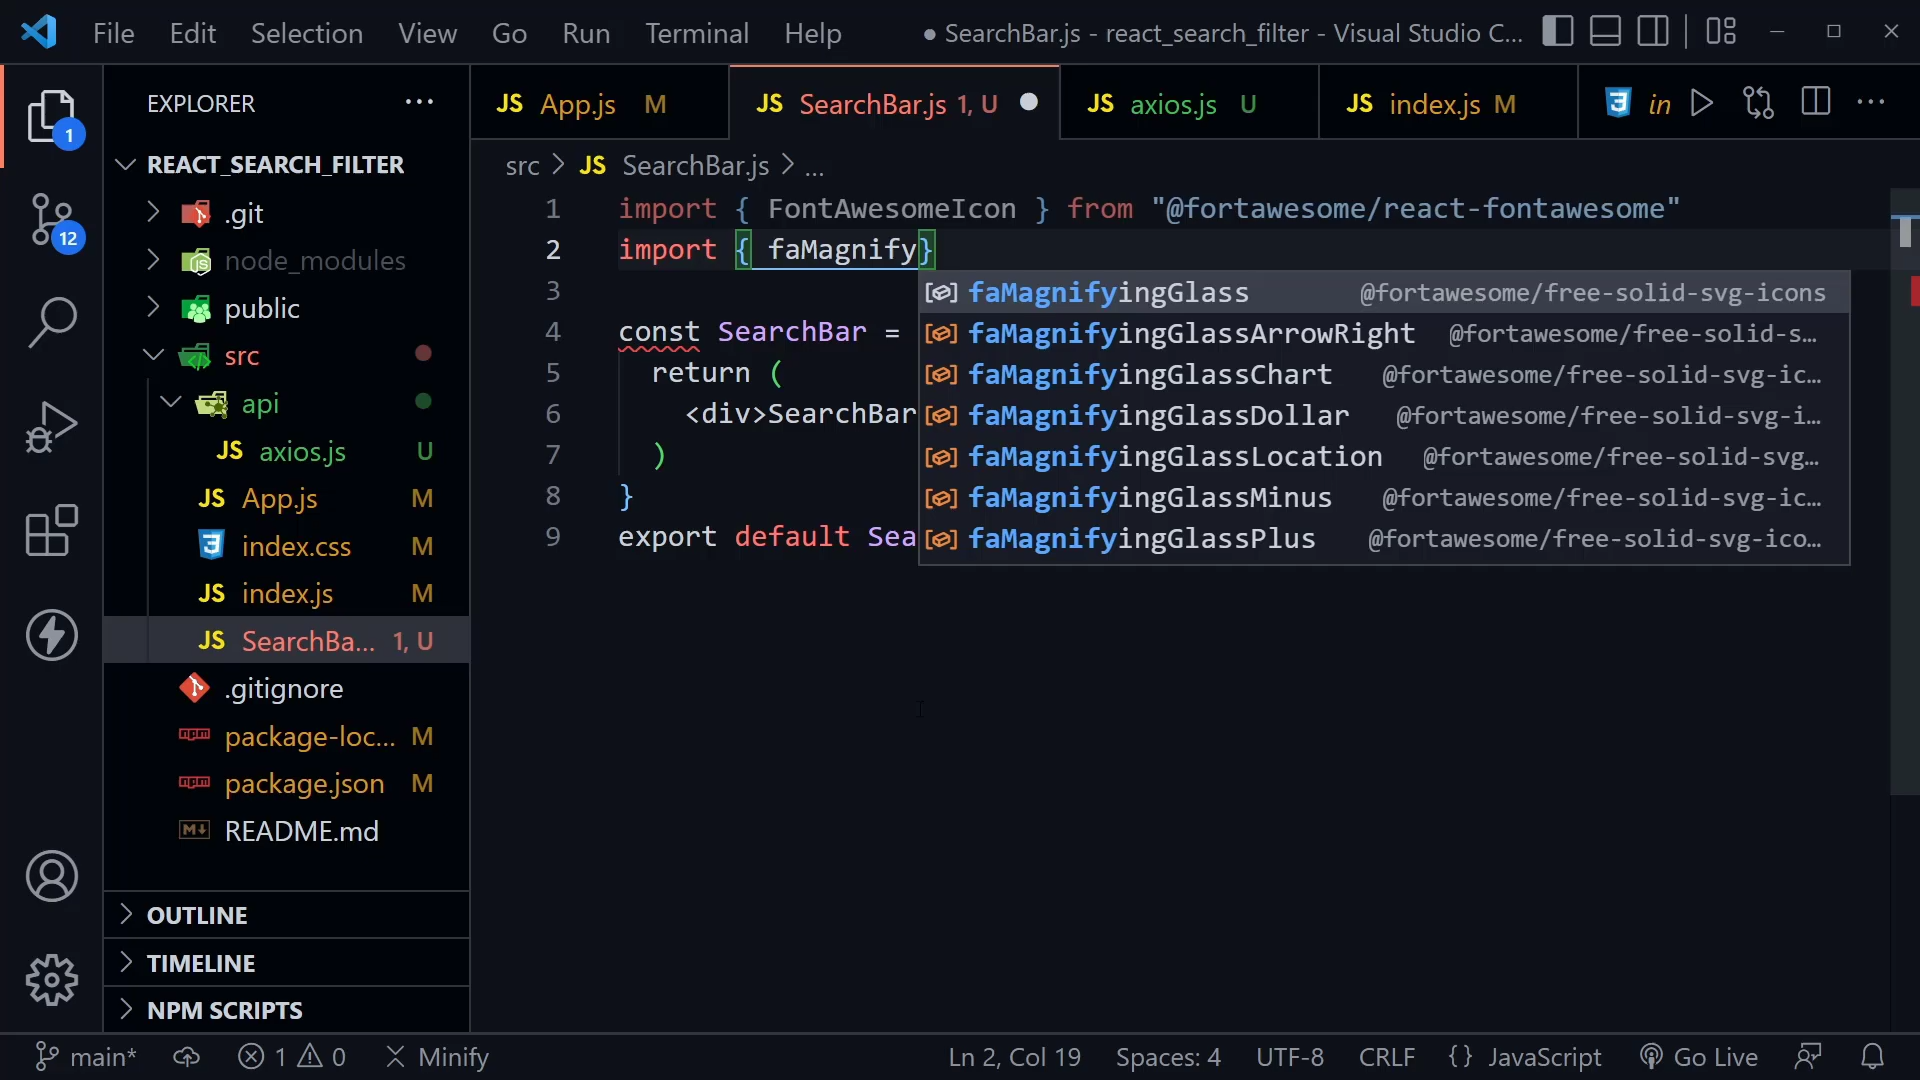 File Edit Selection View Go Run Terminal Help ● SearchBar.js - react_search_filter - Visual Studio C...
EXPLORER ...
JS App.js M JS SearchBar.js 1, U JS axios.js U JS index.js M in ...
src > JS SearchBar.js > ...
REACT_SEARCH_FILTER
.git
node_modules
public
src
api
JS axios.js U
JS App.js M
index.css M
JS index.js M
JS SearchBa... 1, U
.gitignore
package-loc... M
package.json M
README.md
OUTLINE
TIMELINE
NPM SCRIPTS
1
12
1 import { FontAwesomeIcon } from "@fortawesome/react-fontawesome"
2 import { faMagnify}
3
4 const SearchBar =
5 return (
6 <div>SearchBar
7 )
8 }
9 export default Sea
faMagnifyingGlass @fortawesome/free-solid-svg-icons
faMagnifyingGlassArrowRight @fortawesome/free-solid-s...
faMagnifyingGlassChart @fortawesome/free-solid-svg-ic...
faMagnifyingGlassDollar @fortawesome/free-solid-svg-i...
faMagnifyingGlassLocation @fortawesome/free-solid-svg...
faMagnifyingGlassMinus @fortawesome/free-solid-svg-ic...
faMagnifyingGlassPlus @fortawesome/free-solid-svg-ico...
main* 1 0 Minify Ln 2, Col 19 Spaces: 4 UTF-8 CRLF {} JavaScript Go Live